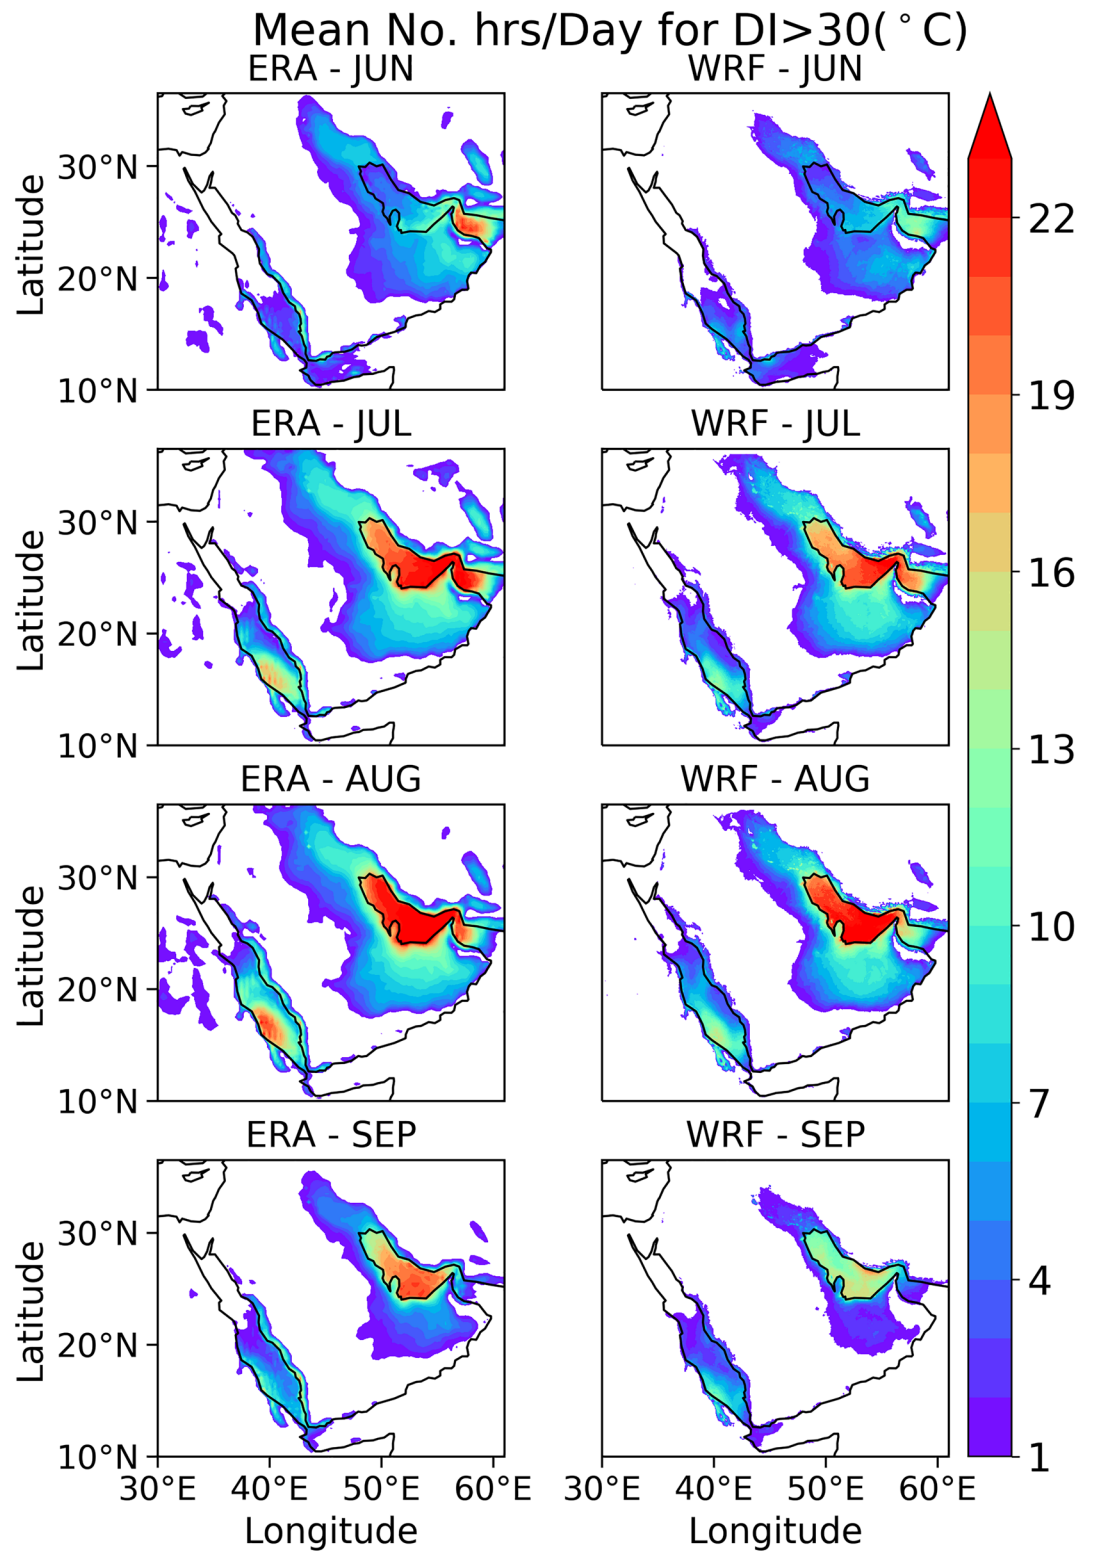 Mean No. hrs/Day for DI>30(°C)
ERA - JUN
WRF - JUN
Latitude
30°N
20°N
10°N
ERA - JUL
WRF - JUL
Latitude
30°N
20°N
10°N
ERA - AUG
WRF - AUG
Latitude
30°N
20°N
10°N
ERA - SEP
WRF - SEP
Latitude
30°N
20°N
10°N
30°E 40°E 50°E 60°E
30°E 40°E 50°E 60°E
Longitude
Longitude
22
19
16
13
10
7
4
1